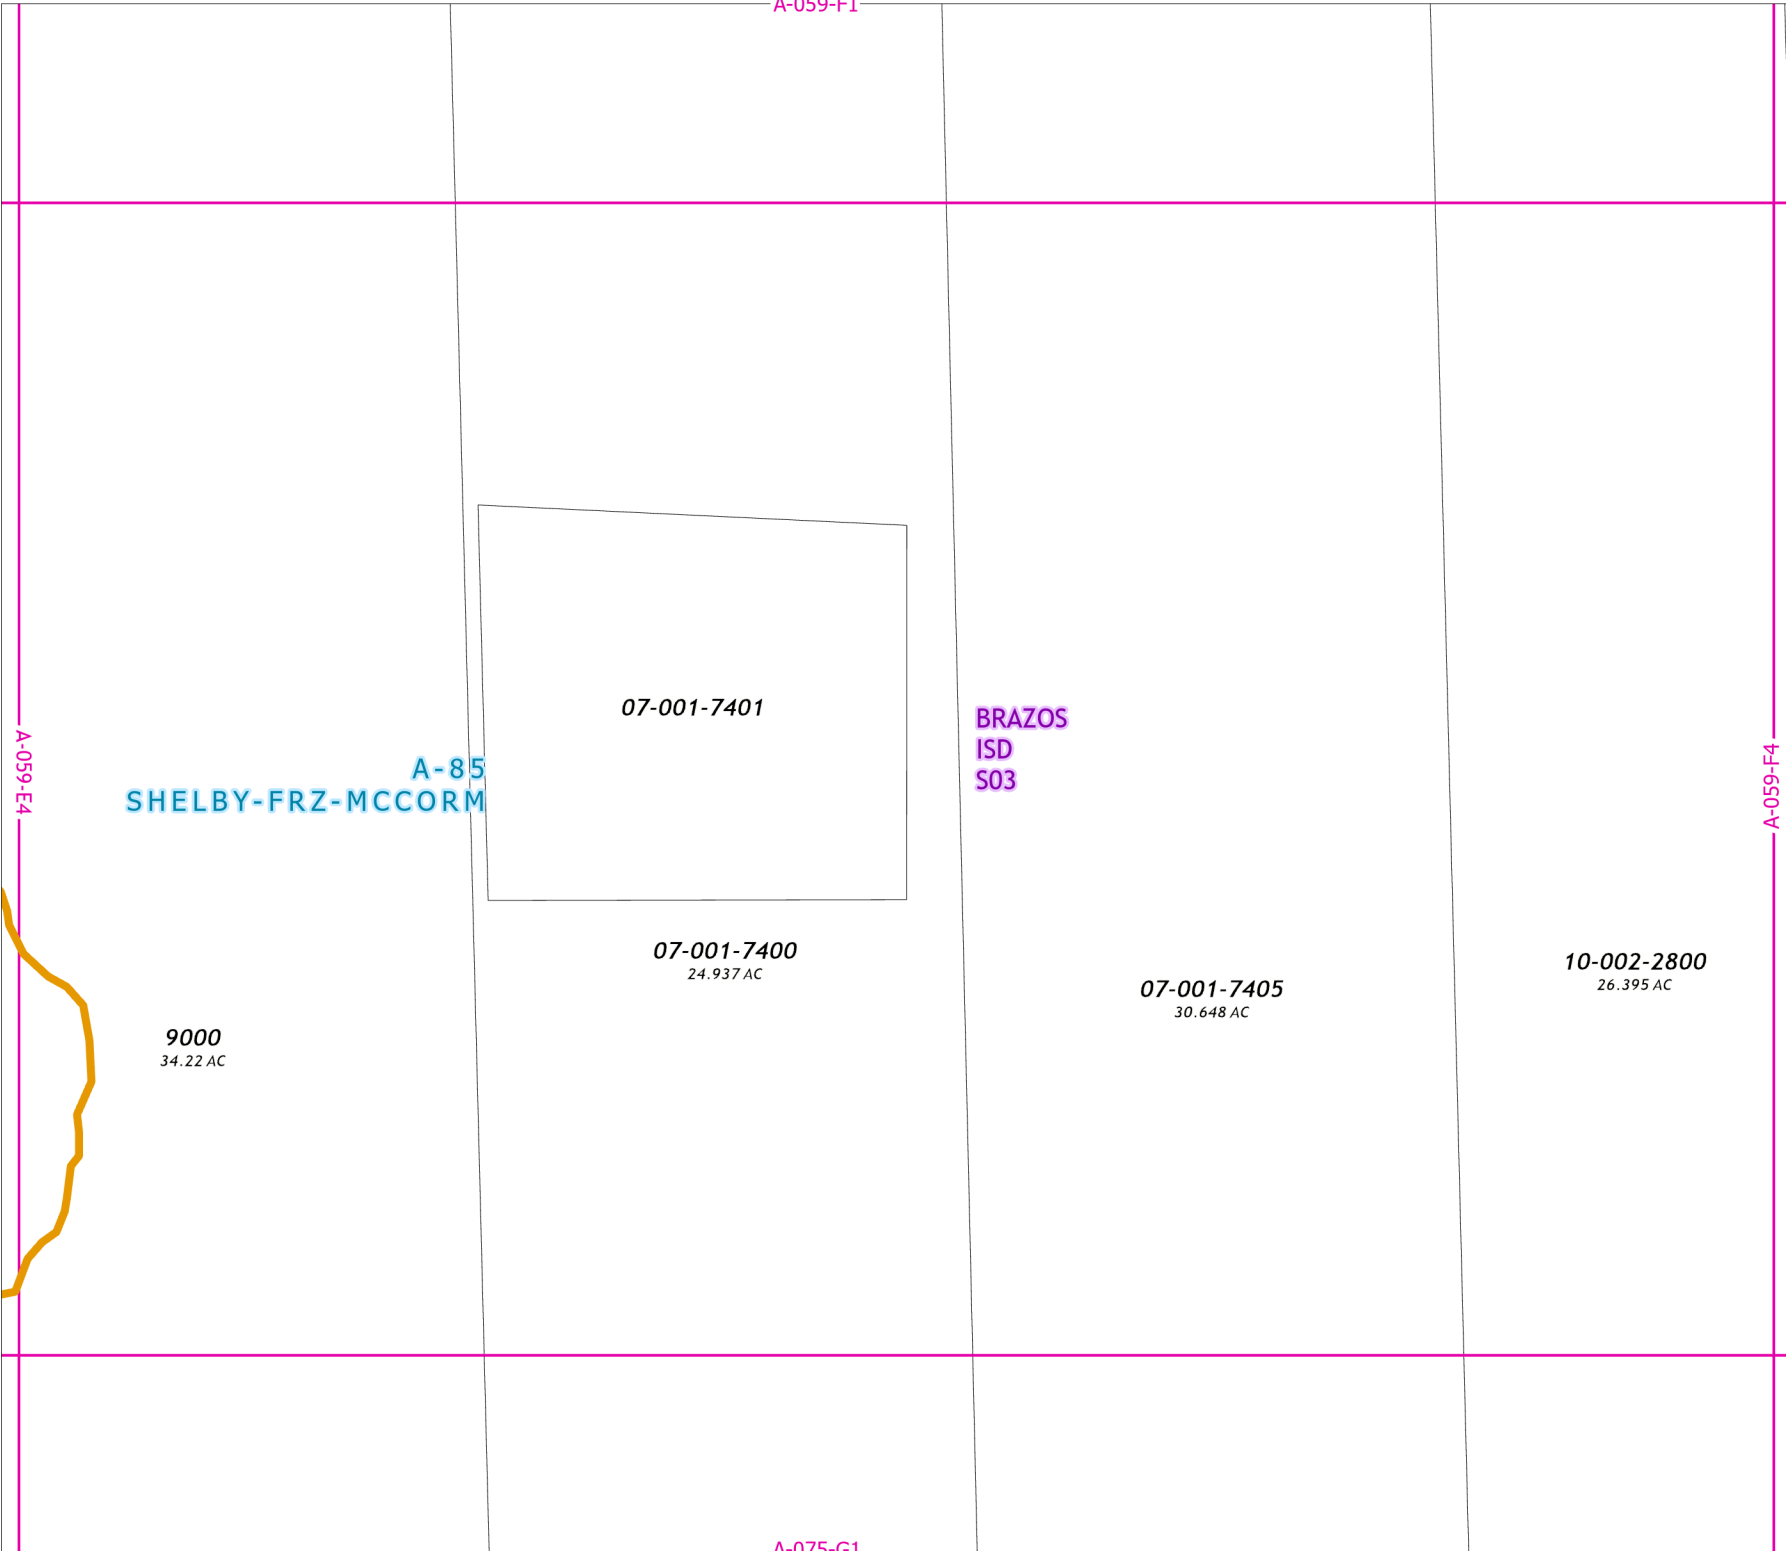 A-059-F1
07-001-7401
BRAZOS
ISD
S03
A-059-E4
A-059-F4
A-85
SHELBY-FRZ-MCCORM
07-001-7400
24.937 AC
10-002-2800
26.395 AC
07-001-7405
30.648 AC
9000
34.22 AC
A-075-G1